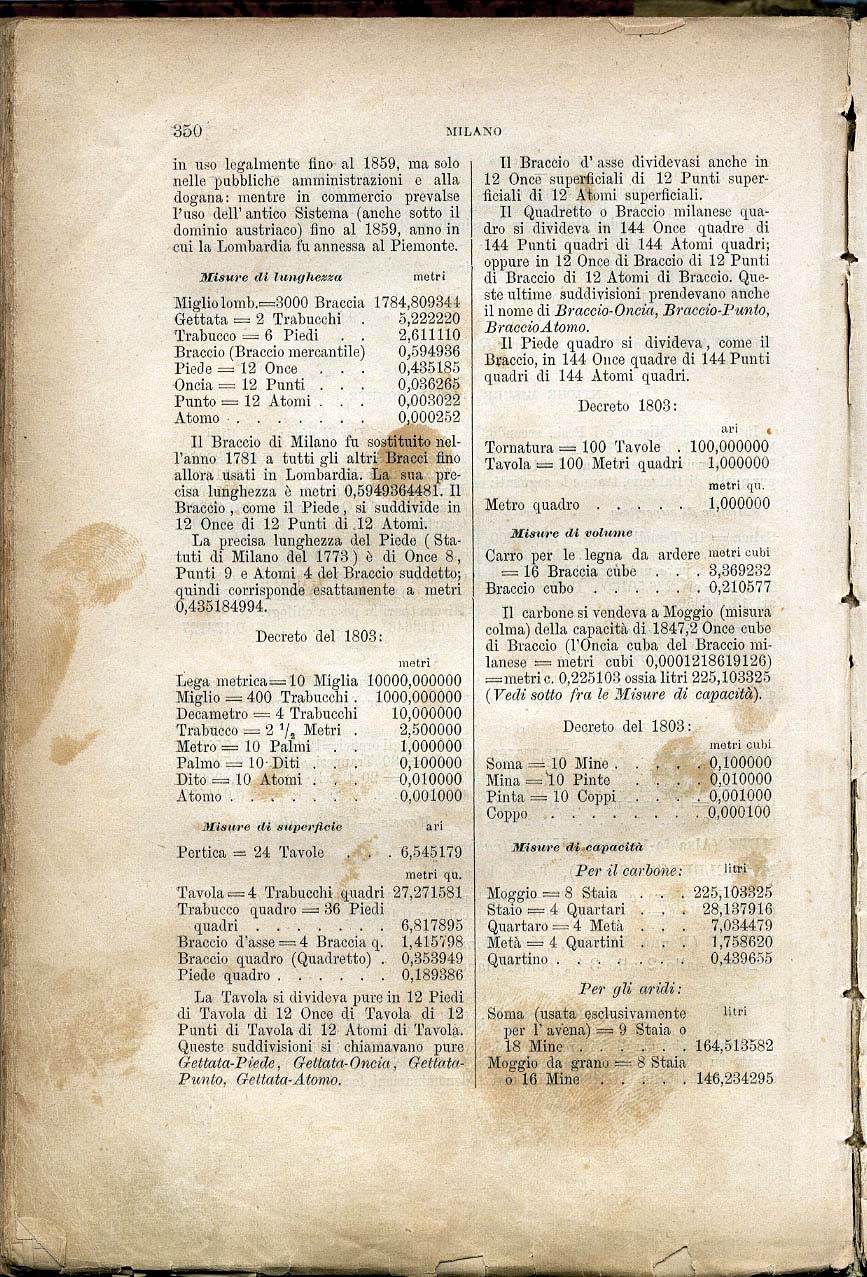 350
MILANO
in uso legalmente fino al 1859, ma solo
nelle pubbliche amministrazioni e alla
dogana: mentre in commercio prevalse
l'uso dell' antico Sistema (anche sotto il
dominio austriaco) fino al 1859, anno in
cui la Lombardia fu annessa al Piemonte.
Misure di lunghezza metri
Miglio lomb.=3000 Braccia 1784,809344
Gettata = 2 Trabucchi . 5,222220
Trabucco = 6 Piedi . . 2,611110
Braccio (Braccio mercantile) 0,594936
Piede = 12 Once . . . 0,435185
Oncia = 12 Punti . . . 0,036265
Punto = 12 Atomi . . . 0,003022
Atomo . . . . . . . 0,000252
Il Braccio di Milano fu sostituito nel-
l'anno 1781 a tutti gli altri Bracci fino
allora usati in Lombardia. La sua pre-
cisa lunghezza è metri 0,5949364481. Il
Braccio, come il Piede, si suddivide in
12 Once di 12 Punti di 12 Atomi.
La precisa lunghezza del Piede (Sta-
tuti di Milano del 1773) è di Once 8,
Punti 9 e Atomi 4 del Braccio suddetto;
quindi corrisponde esattamente a metri
0,435184994.
Decreto del 1803:
metri
Lega metrica=10 Miglia 10000,000000
Miglio = 400 Trabucchi . 1000,000000
Decametro = 4 Trabucchi 10,000000
Trabucco = 2 1/2 Metri . 2,500000
Metro = 10 Palmi . . 1,000000
Palmo = 10 Diti . . . 0,100000
Dito = 10 Atomi . . . 0,010000
Atomo . . . . . . . 0,001000
Misure di superficie ari
Pertica = 24 Tavole . . . 6,545179
metri qu.
Tavola=4 Trabucchi quadri 27,271581
Trabucco quadro = 36 Piedi
quadri . . . . . . . 6,817895
Braccio d'asse=4 Braccia q. 1,415798
Braccio quadro (Quadretto) . 0,353949
Piede quadro . . . . . . 0,189386
La Tavola si divideva pure in 12 Piedi
di Tavola di 12 Once di Tavola di 12
Punti di Tavola di 12 Atomi di Tavola.
Queste suddivisioni si chiamavano pure
Gettata-Piede, Gettata-Oncia, Gettata-
Punto, Gettata-Atomo.
Il Braccio d' asse dividevasi anche in
12 Once superficiali di 12 Punti super-
ficiali di 12 Atomi superficiali.
Il Quadretto o Braccio milanese qua-
dro si divideva in 144 Once quadre di
144 Punti quadri di 144 Atomi quadri;
oppure in 12 Once di Braccio di 12 Punti
di Braccio di 12 Atomi di Braccio. Que-
ste ultime suddivisioni prendevano anche
il nome di Braccio-Oncia, Braccio-Punto,
Braccio Atomo.
Il Piede quadro si divideva, come il
Braccio, in 144 Once quadre di 144 Punti
quadri di 144 Atomi quadri.
Decreto 1803:
ari
Tornatura = 100 Tavole . 100,000000
Tavola = 100 Metri quadri 1,000000
metri qu.
Metro quadro . . . . . 1,000000
Misure di volume
Carro per le legna da ardere metri cubi
= 16 Braccia cube . . . 3,369232
Braccio cubo . . . . . . 0,210577
Il carbone si vendeva a Moggio (misura
colma) della capacità di 1847,2 Once cube
di Braccio (l'Oncia cuba del Braccio mi-
lanese = metri cubi 0,0001218619126)
=metri c. 0,225103 ossia litri 225,103325
(Vedi sotto fra le Misure di capacità).
Decreto del 1803:
metri cubi
Soma = 10 Mine . . . . . 0,100000
Mina = 10 Pinte . . . . 0,010000
Pinta = 10 Coppi . . . . 0,001000
Coppo . . . . . . . . 0,000100
Misure di capacità
Per il carbone: litri
Moggio = 8 Staia . . . 225,103325
Staio = 4 Quartari . . . 28,137916
Quartaro = 4 Metà . . . 7,034479
Metà = 4 Quartini . . . 1,758620
Quartino . . . . . . . 0,439655
Per gli aridi:
Soma (usata esclusivamente litri
per l' avena) = 9 Staia o
18 Mine . . . . . . 164,513582
Moggio da grano = 8 Staia
o 16 Mine . . . . . 146,234295